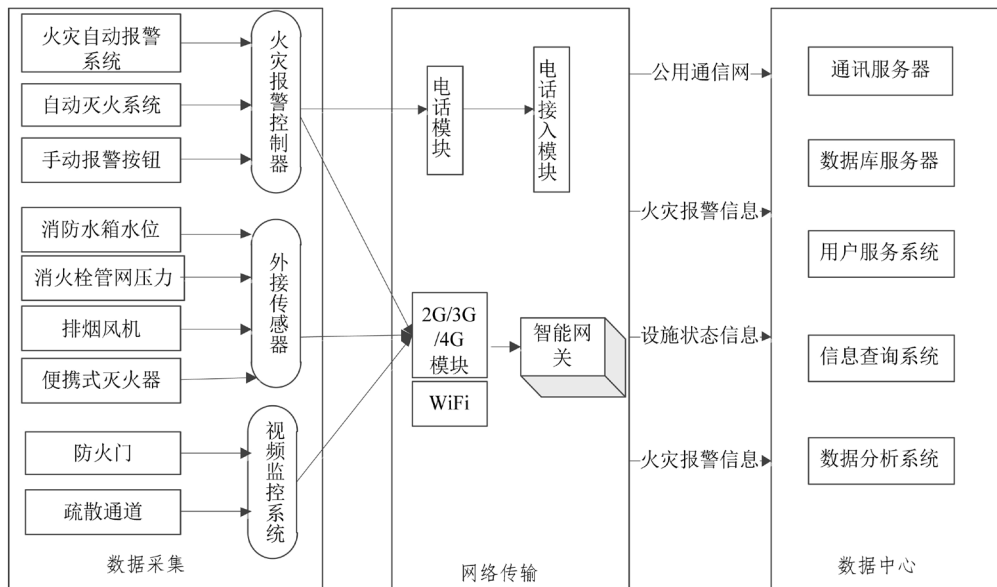 火灾自动报警
系统
自动灭火系统
手动报警按钮
火灾报警控制器
消防水箱水位
消火栓管网压力
排烟风机
便携式灭火器
外接传感器
防火门
疏散通道
视频监控系统
数据采集
电话模块
电话接入模块
2G/3G
/4G
模块
WiFi
智能网
关
网络传输
公用通信网
火灾报警信息
设施状态信息
火灾报警信息
通讯服务器
数据库服务器
用户服务系统
信息查询系统
数据分析系统
数据中心